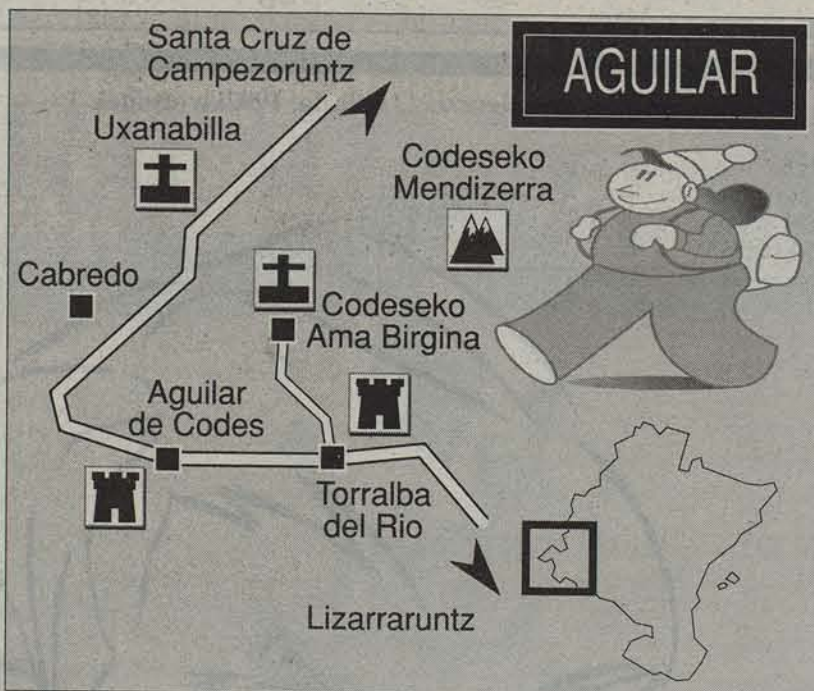 Santa Cruz de
Campezoruntz
AGUILAR
Uxanabilla
Codeseko
Mendizerra
Cabredo
Codeseko
Ama Birgina
Aguilar
de Codes
Torralba
del Rio
Lizarraruntz